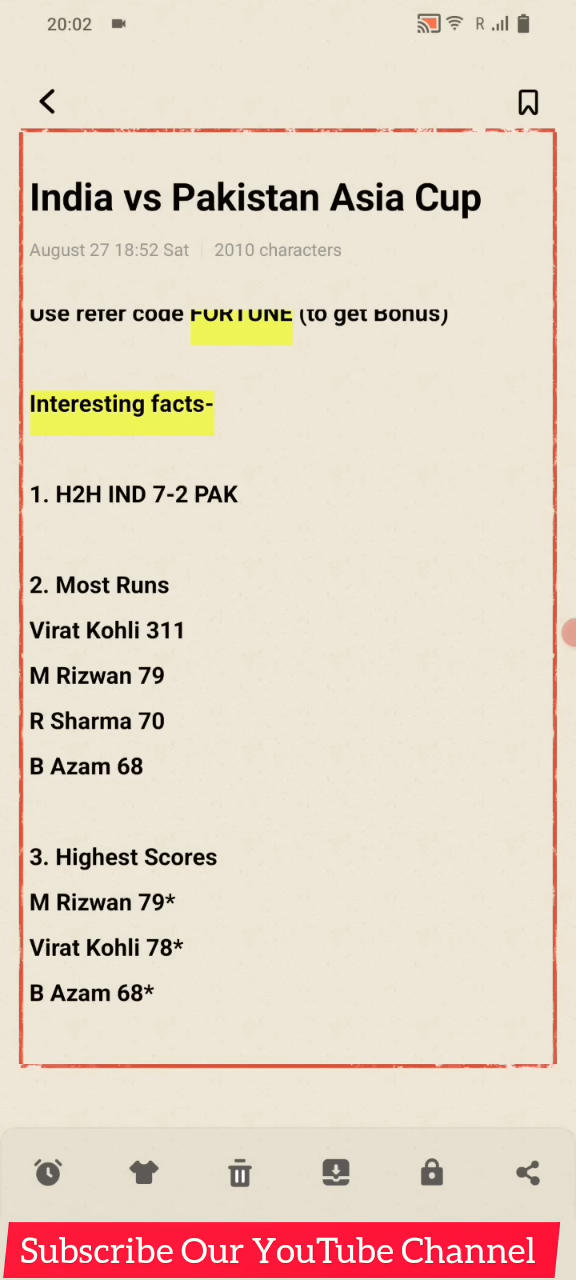 20:02
R
India vs Pakistan Asia Cup
August 27 18:52 Sat | 2010 characters
Use refer code FORTUNE (to get Bonus)
Interesting facts-
1. H2H IND 7-2 PAK
2. Most Runs
Virat Kohli 311
M Rizwan 79
R Sharma 70
B Azam 68
3. Highest Scores
M Rizwan 79*
Virat Kohli 78*
B Azam 68*
Subscribe Our YouTube Channel